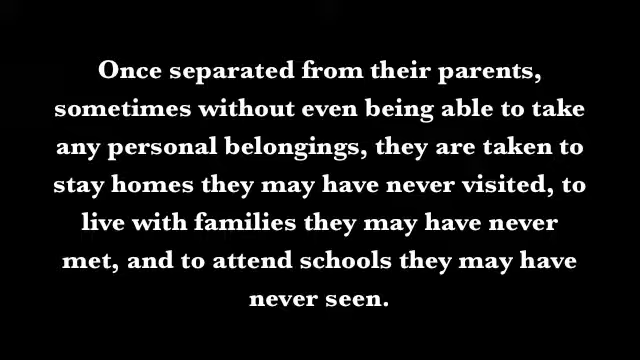 Once separated from their parents,
sometimes without even being able to take
any personal belongings, they are taken to
stay homes they may have never visited, to
live with families they may have never
met, and to attend schools they may have
never seen.